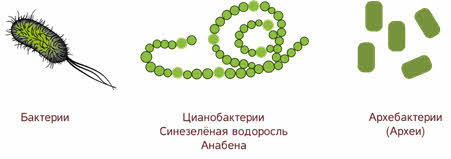 Бактерии
Цианобактерии
Синезелёная водоросль
Анабена
Архебактерии
(Археи)